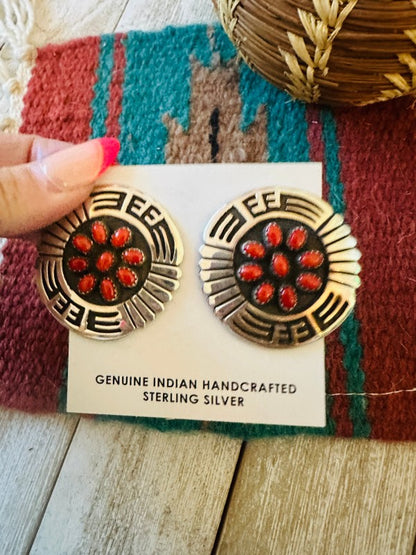 GENUINE INDIAN HANDCRAFTED
STERLING SILVER